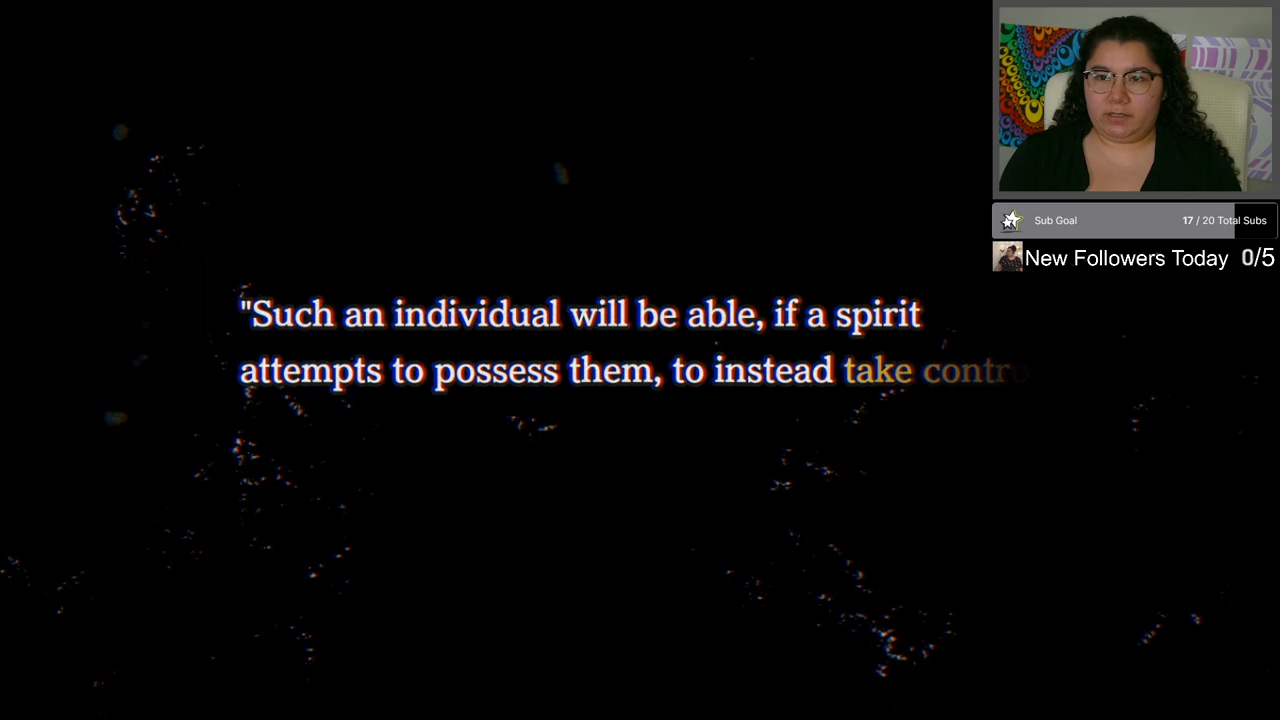 "Such an individual will be able, if a spirit
attempts to possess them, to instead take contr
Sub Goal
17 / 20 Total Subs
New Followers Today 0/5